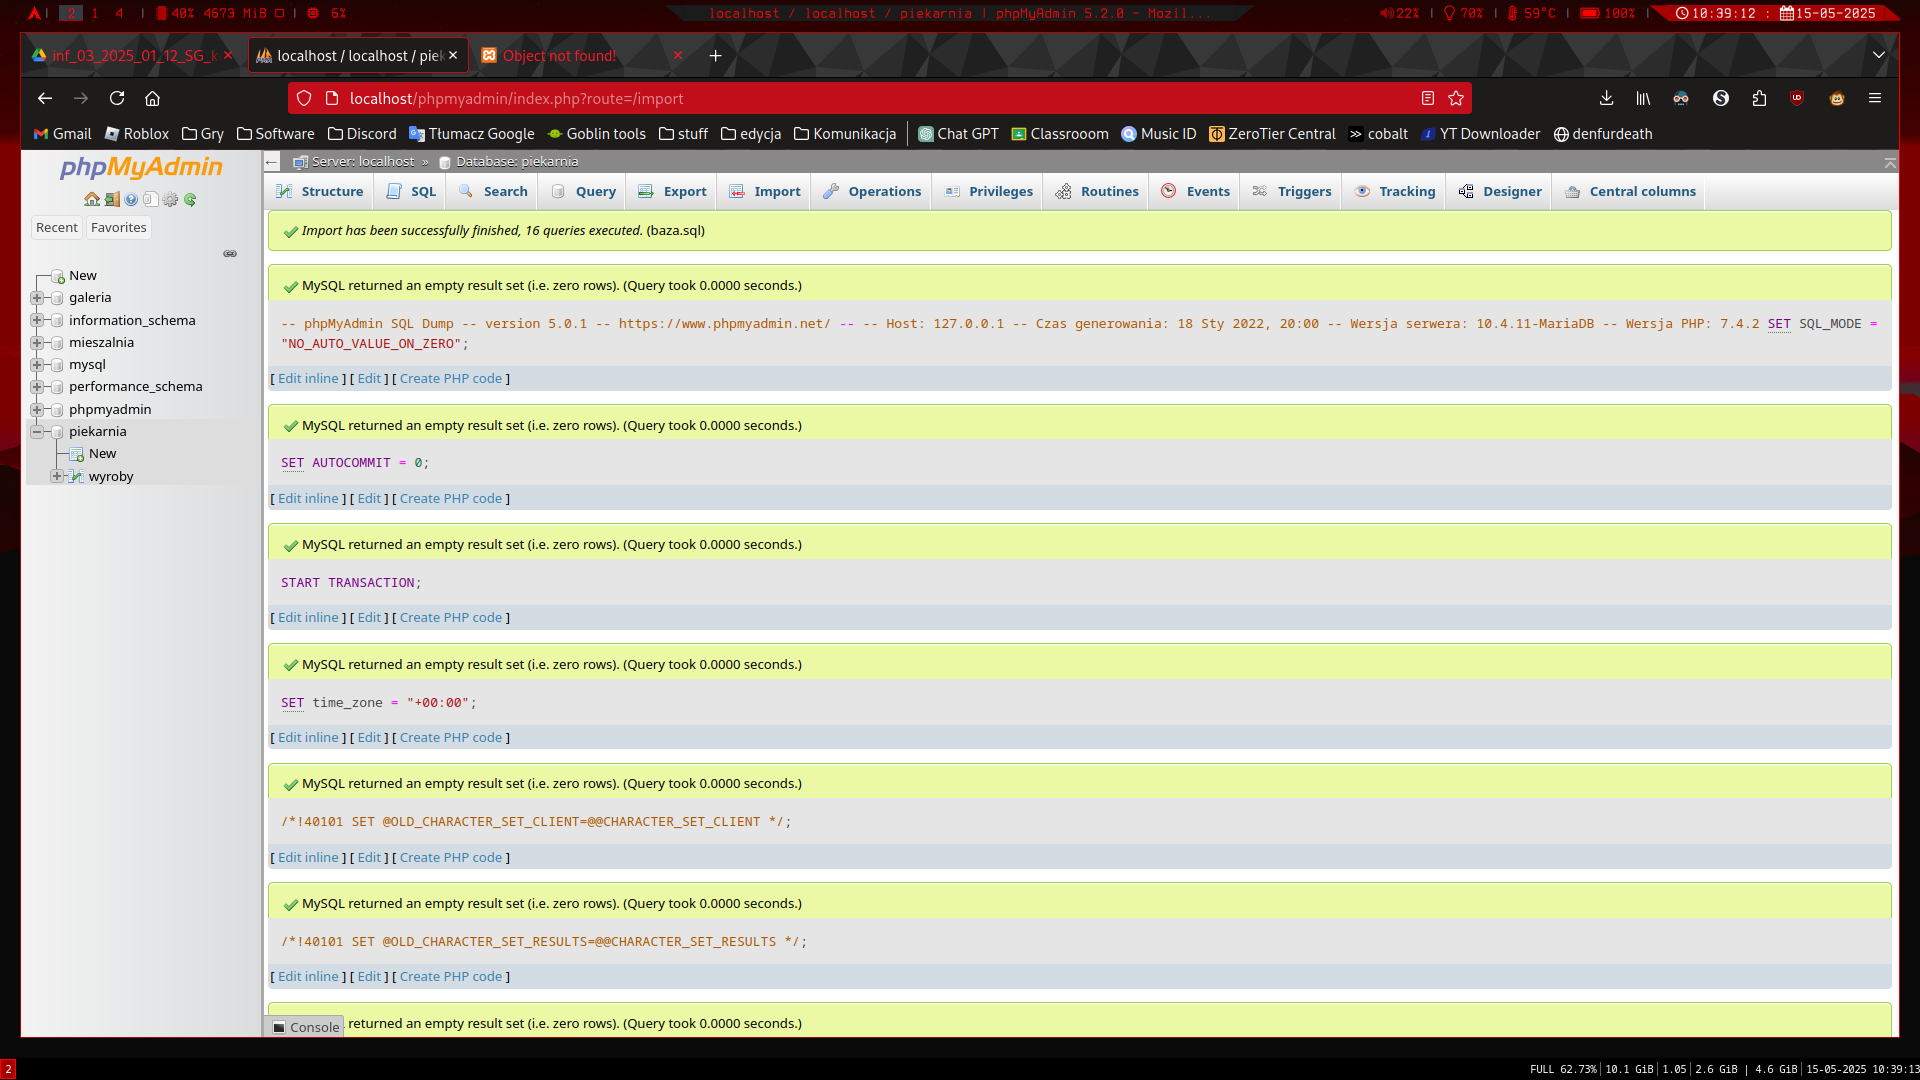 2 1 4 40% 4673 MiB 6% localhost / localhost / piekarnia | phpMyAdmin 5.2.0 - Mozil... 22% 70% 59°C 100% 10:39:12 : 15-05-2025
inf_03_2025_01_12_SG_k localhost / localhost / piek Object not found!
localhost/phpmyadmin/index.php?route=/import
Gmail Roblox Gry Software Discord Tłumacz Google Goblin tools stuff edycja Komunikacja Chat GPT Classrooom Music ID ZeroTier Central cobalt YT Downloader denfurdeath
phpMyAdmin
Recent Favorites
New
galeria
information_schema
mieszalnia
mysql
performance_schema
phpmyadmin
piekarnia
New
wyroby
Server: localhost » Database: piekarnia
Structure SQL Search Query Export Import Operations Privileges Routines Events Triggers Tracking Designer Central columns
Import has been successfully finished, 16 queries executed. (baza.sql)
MySQL returned an empty result set (i.e. zero rows). (Query took 0.0000 seconds.)
-- phpMyAdmin SQL Dump -- version 5.0.1 -- https://www.phpmyadmin.net/ -- -- Host: 127.0.0.1 -- Czas generowania: 18 Sty 2022, 20:00 -- Wersja serwera: 10.4.11-MariaDB -- Wersja PHP: 7.4.2 SET SQL_MODE =
"NO_AUTO_VALUE_ON_ZERO";
[ Edit inline ] [ Edit ] [ Create PHP code ]
MySQL returned an empty result set (i.e. zero rows). (Query took 0.0000 seconds.)
SET AUTOCOMMIT = 0;
[ Edit inline ] [ Edit ] [ Create PHP code ]
MySQL returned an empty result set (i.e. zero rows). (Query took 0.0000 seconds.)
START TRANSACTION;
[ Edit inline ] [ Edit ] [ Create PHP code ]
MySQL returned an empty result set (i.e. zero rows). (Query took 0.0000 seconds.)
SET time_zone = "+00:00";
[ Edit inline ] [ Edit ] [ Create PHP code ]
MySQL returned an empty result set (i.e. zero rows). (Query took 0.0000 seconds.)
/*!40101 SET @OLD_CHARACTER_SET_CLIENT=@@CHARACTER_SET_CLIENT */;
[ Edit inline ] [ Edit ] [ Create PHP code ]
MySQL returned an empty result set (i.e. zero rows). (Query took 0.0000 seconds.)
/*!40101 SET @OLD_CHARACTER_SET_RESULTS=@@CHARACTER_SET_RESULTS */;
[ Edit inline ] [ Edit ] [ Create PHP code ]
Console returned an empty result set (i.e. zero rows). (Query took 0.0000 seconds.)
2 FULL 62.73% | 10.1 GiB | 1.05 | 2.6 GiB | 4.6 GiB | 15-05-2025 10:39:13